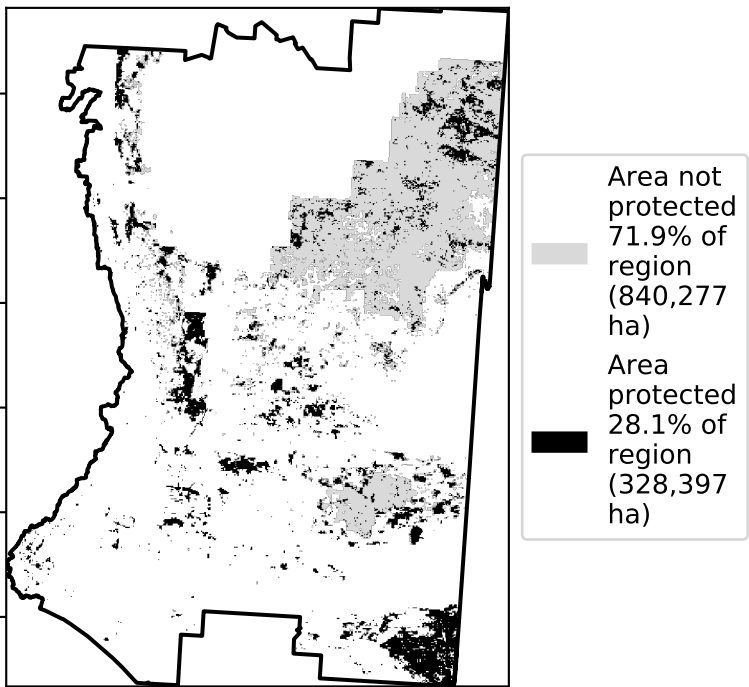 Area not
protected
71.9% of
region
(840,277
ha)
Area
protected
28.1% of
region
(328,397
ha)